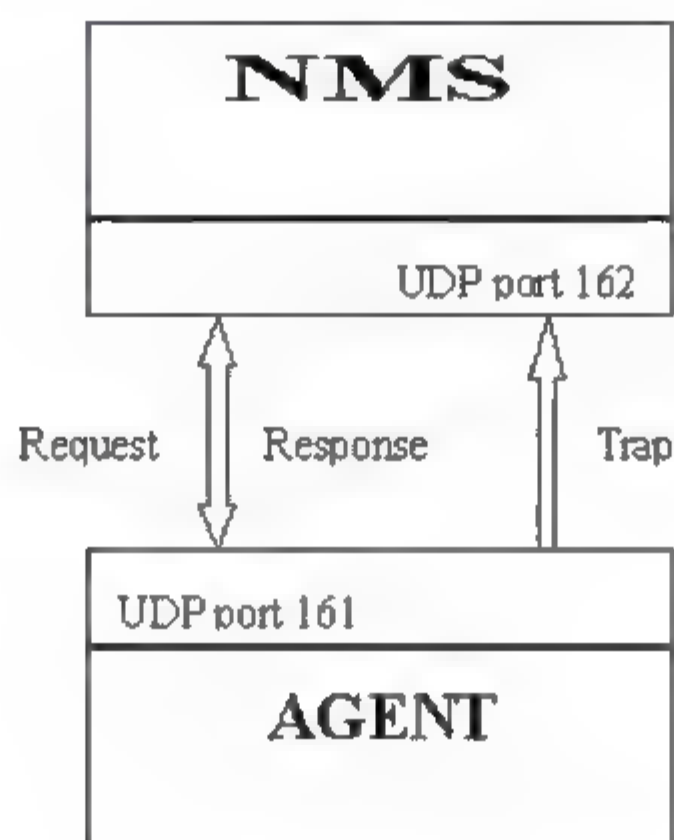 NMS
UDP port 162
Request
Response
Trap
UDP port 161
AGENT